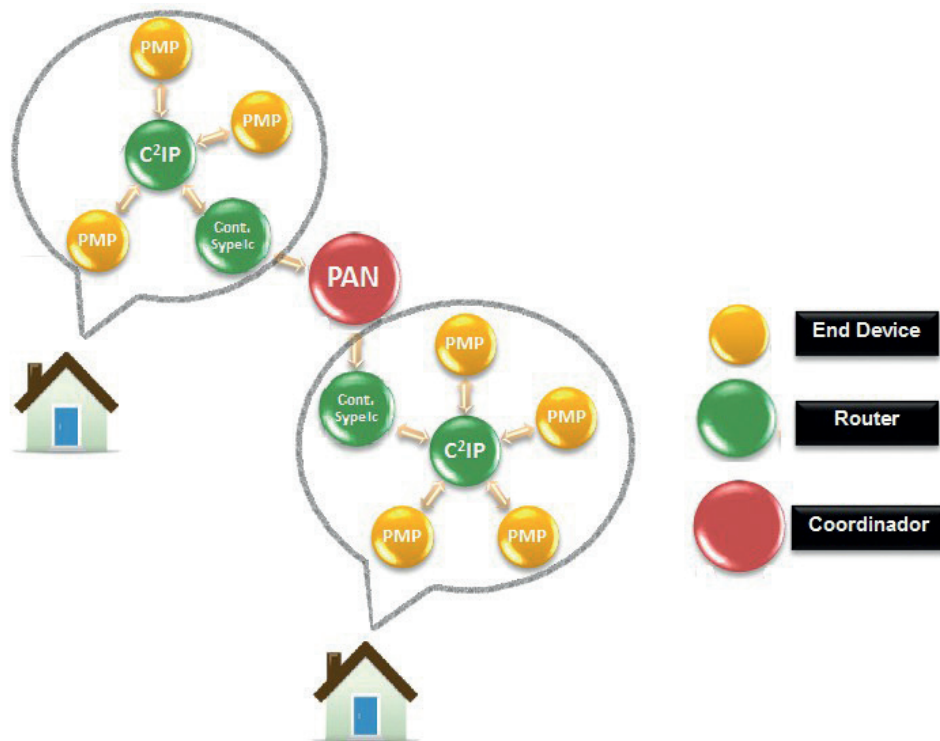 PMP
PMP
C²IP
PMP
Cont.
Sypelc
PAN
PMP
Cont.
Sypelc
PMP
C²IP
PMP
PMP
End Device
Router
Coordinador